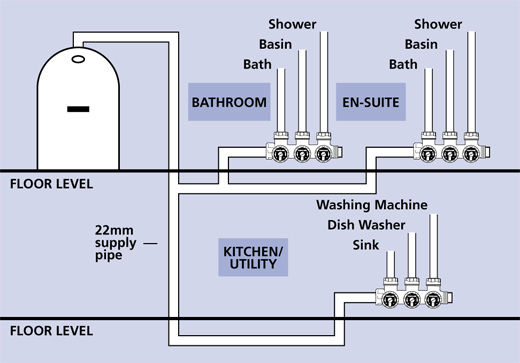 Shower
Basin
Bath
BATHROOM
Shower
Basin
Bath
EN-SUITE
FLOOR LEVEL
22mm
supply
pipe
KITCHEN/
UTILITY
Washing Machine
Dish Washer
Sink
FLOOR LEVEL